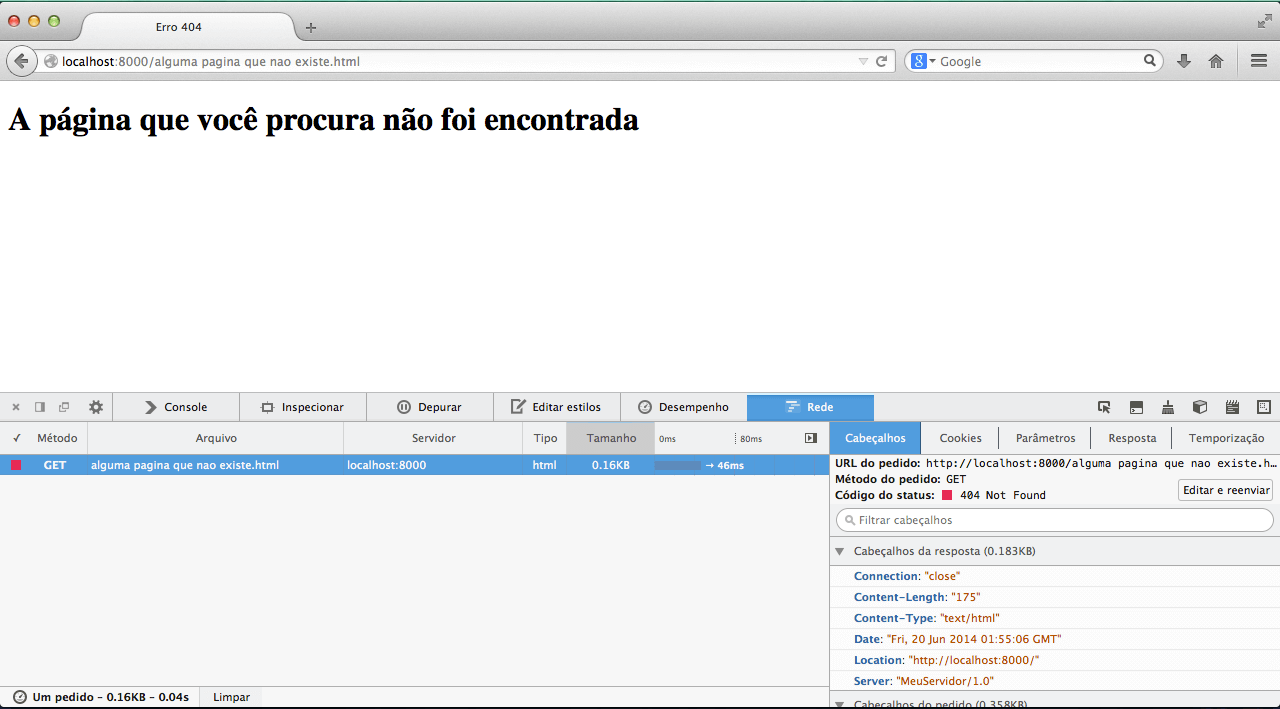 Erro 404
localhost:8000/alguma pagina que nao existe.html
Google
A página que você procura não foi encontrada
Console
Inspecionar
Depurar
Editar estilos
Desempenho
Rede
✓ Método Arquivo Servidor Tipo Tamanho 0ms 80ms
GET alguma pagina que nao existe.html localhost:8000 html 0.16KB → 46ms
Cabeçalhos Cookies Parâmetros Resposta Temporização
URL do pedido: http://localhost:8000/alguma pagina que nao existe.h…
Método do pedido: GET
Código do status: 404 Not Found
Editar e reenviar
Filtrar cabeçalhos
Cabeçalhos da resposta (0.183KB)
Connection: "close"
Content-Length: "175"
Content-Type: "text/html"
Date: "Fri, 20 Jun 2014 01:55:06 GMT"
Location: "http://localhost:8000/"
Server: "MeuServidor/1.0"
Cabeçalhos do pedido (0.358KB)
Um pedido - 0.16KB - 0.04s Limpar